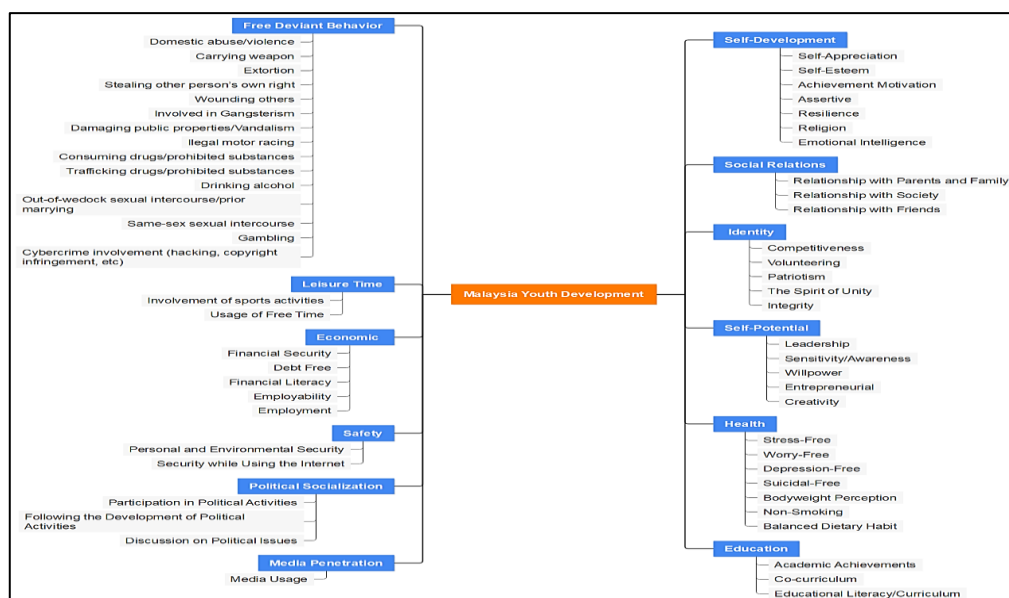 Free Deviant Behavior
Domestic abuse/violence
Carrying weapon
Extortion
Stealing other person's own right
Wounding others
Involved in Gangsterism
Damaging public properties/Vandalism
Ilegal motor racing
Consuming drugs/prohibited substances
Trafficking drugs/prohibited substances
Drinking alcohol
Out-of-wedock sexual intercourse/prior
marrying
Same-sex sexual intercourse
Gambling
Cybercrime involvement (hacking, copyright
infringement, etc)
Leisure Time
Involvement of sports activities
Usage of Free Time
Economic
Financial Security
Debt Free
Financial Literacy
Employability
Employment
Safety
Personal and Environmental Security
Security while Using the Internet
Political Socialization
Participation in Political Activities
Following the Development of Political
Activities
Discussion on Political Issues
Media Penetration
Media Usage
Malaysia Youth Development
Self-Development
Self-Appreciation
Self-Esteem
Achievement Motivation
Assertive
Resilience
Religion
Emotional Intelligence
Social Relations
Relationship with Parents and Family
Relationship with Society
Relationship with Friends
Identity
Competitiveness
Volunteering
Patriotism
The Spirit of Unity
Integrity
Self-Potential
Leadership
Sensitivity/Awareness
Willpower
Entrepreneurial
Creativity
Health
Stress-Free
Worry-Free
Depression-Free
Suicidal-Free
Bodyweight Perception
Non-Smoking
Balanced Dietary Habit
Education
Academic Achievements
Co-curriculum
Educational Literacy/Curriculum